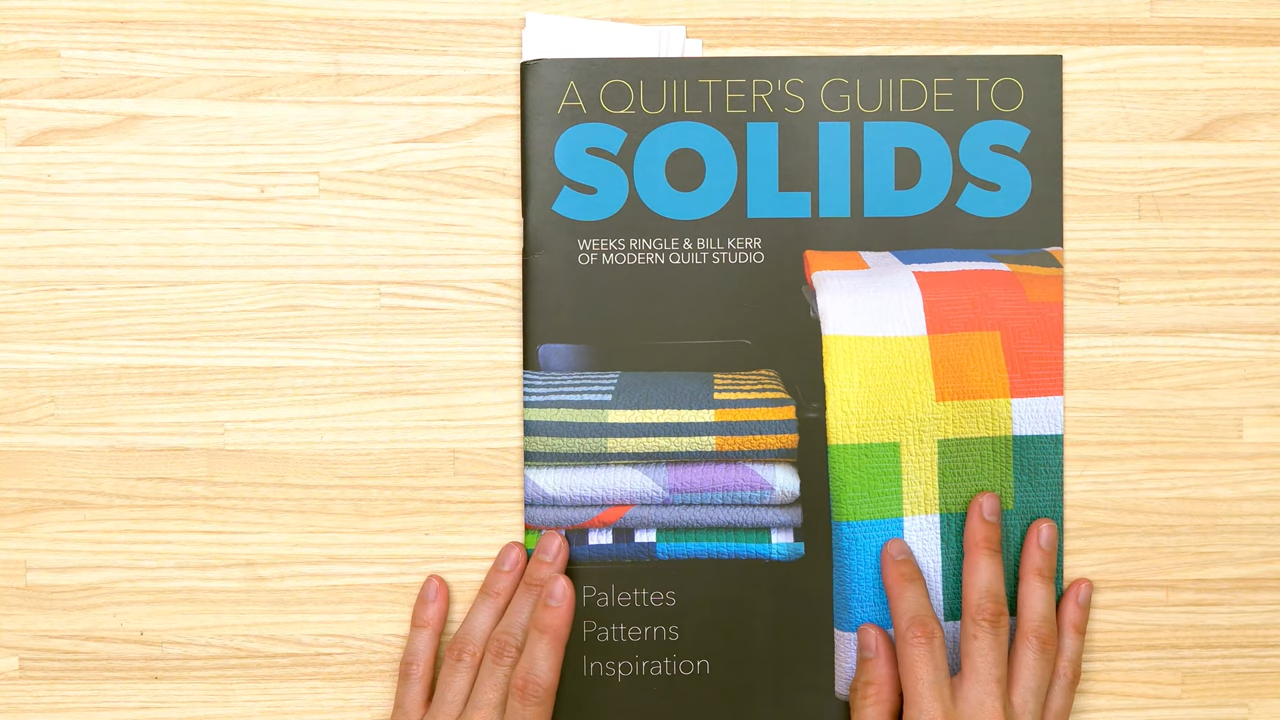 A QUILTER'S GUIDE TO
SOLIDS
WEEKS RINGLE & BILL KERR
OF MODERN QUILT STUDIO
Palettes
Patterns
Inspiration